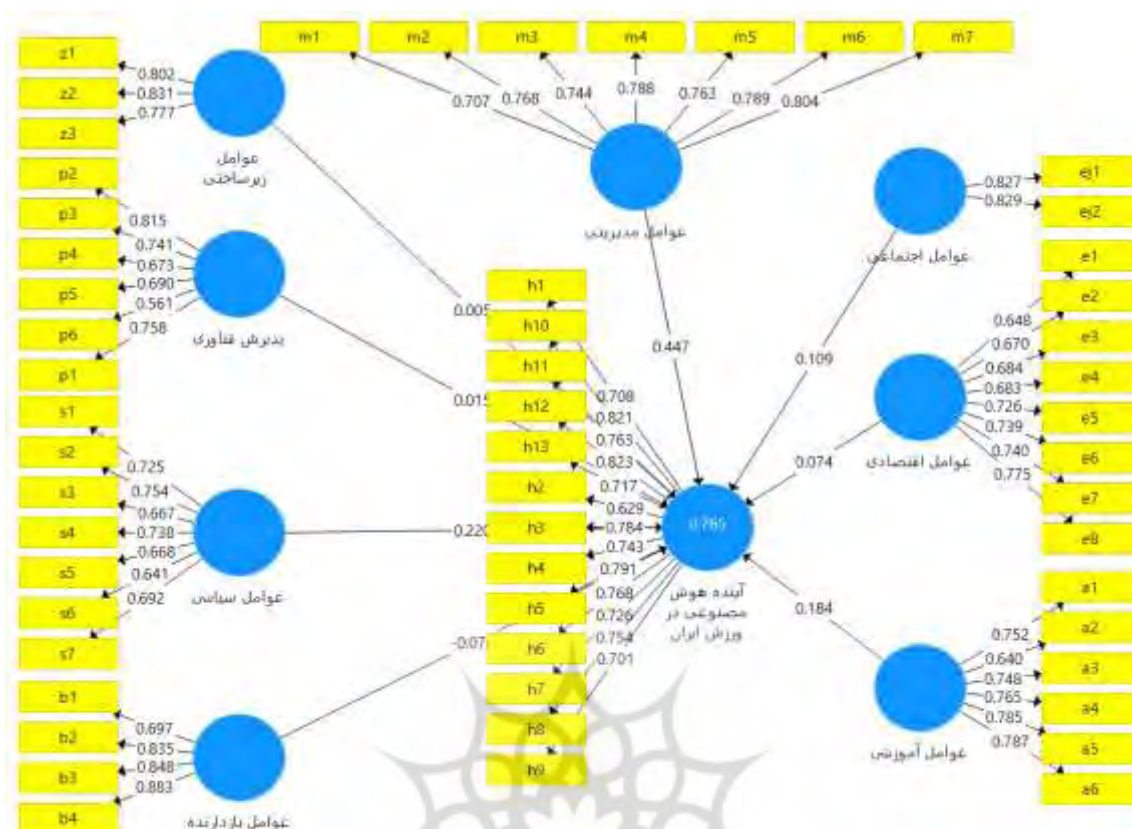 m1 m2 m3 m4 m5 m6 m7
0.707 0.768 0.744 0.788 0.763 0.789 0.804
عوامل مدیریتی
z1
z2
z3
0.802
0.831
0.777
عوامل
زیرساختی
p2
p3
p4
p5
p6
p1
0.815
0.741
0.673
0.690
0.561
0.758
پذیرش فناوری
s1
s2
s3
s4
s5
s6
s7
0.725
0.754
0.667
0.738
0.668
0.641
0.692
عوامل سیاسی
b1
b2
b3
b4
0.697
0.835
0.848
0.883
عوامل بازدارنده
0.005
0.015
0.220
-0.07
0.447
0.109
0.074
0.184
h1
h10
h11
h12
h13
h2
h3
h4
h5
h6
h7
h8
h9
0.708
0.821
0.763
0.823
0.717
0.629
0.784
0.743
0.791
0.768
0.726
0.754
0.701
0.765
آینده هوش
مصنوعی در
ورزش ایران
ej1
ej2
0.827
0.829
عوامل اجتماعی
e1
e2
e3
e4
e5
e6
e7
e8
0.648
0.670
0.684
0.683
0.726
0.739
0.740
0.775
عوامل اقتصادی
a1
a2
a3
a4
a5
a6
0.752
0.640
0.748
0.765
0.785
0.787
عوامل آموزشی